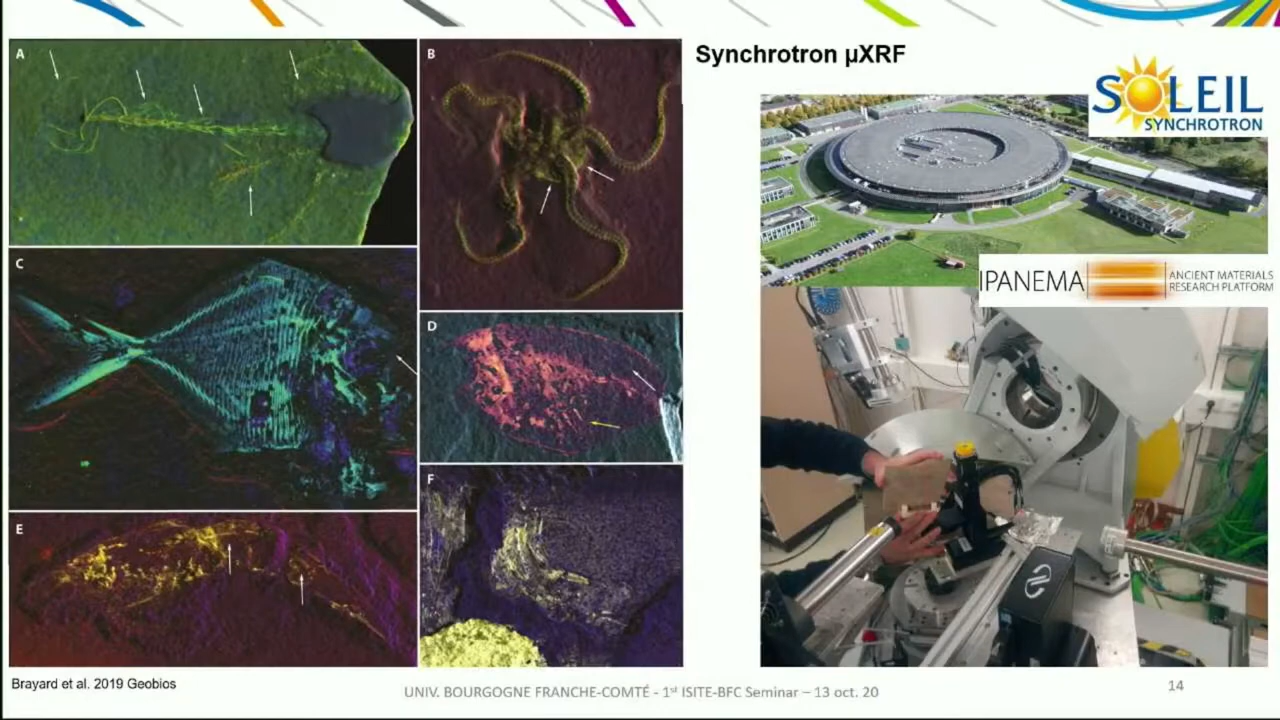 Synchrotron µXRF
SOLEIL
SYNCHROTRON
IPANEMA
ANCIENT MATERIALS
RESEARCH PLATFORM
A
B
C
D
E
F
Brayard et al. 2019 Geobios
UNIV. BOURGOGNE FRANCHE-COMTÉ - 1st ISITE-BFC Seminar – 13 oct. 20
14